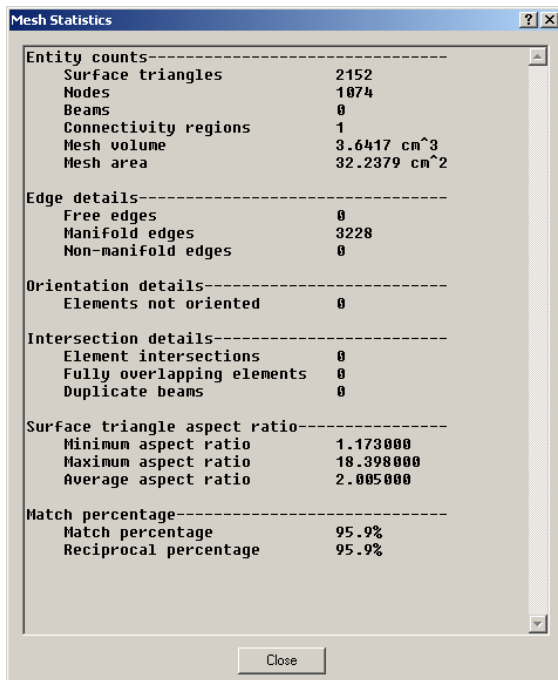 Mesh Statistics
Entity counts--------------------------------
Surface triangles 2152
Nodes 1074
Beams 0
Connectivity regions 1
Mesh volume 3.6417 cm^3
Mesh area 32.2379 cm^2
Edge details---------------------------------
Free edges 0
Manifold edges 3228
Non-manifold edges 0
Orientation details--------------------------
Elements not oriented 0
Intersection details-------------------------
Element intersections 0
Fully overlapping elements 0
Duplicate beams 0
Surface triangle aspect ratio----------------
Minimum aspect ratio 1.173000
Maximum aspect ratio 18.398000
Average aspect ratio 2.005000
Match percentage-----------------------------
Match percentage 95.9%
Reciprocal percentage 95.9%
Close